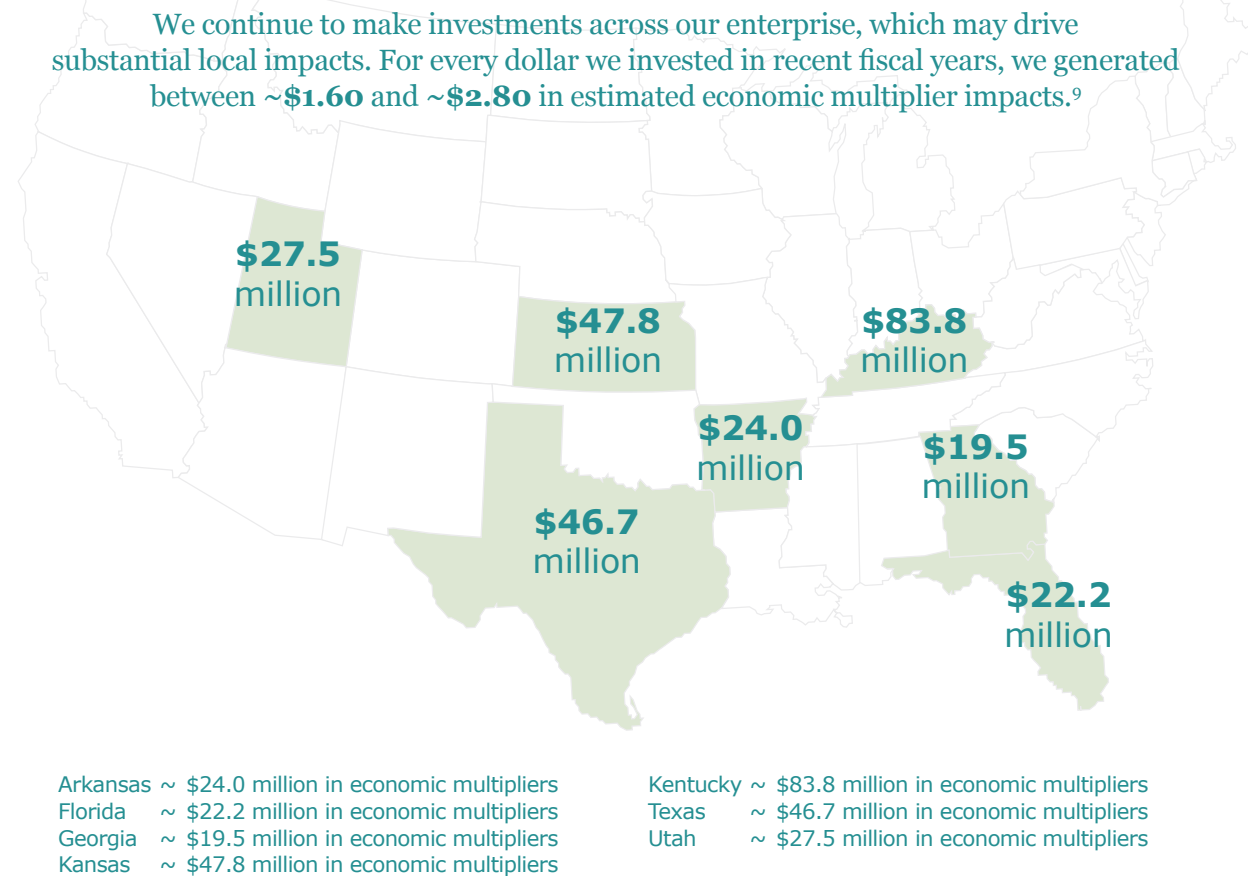 We continue to make investments across our enterprise, which may drive
substantial local impacts. For every dollar we invested in recent fiscal years, we generated
between ~$1.60 and ~$2.80 in estimated economic multiplier impacts.⁹
$27.5
million
$47.8
million
$83.8
million
$24.0
million
$19.5
million
$46.7
million
$22.2
million
Arkansas ~ $24.0 million in economic multipliers
Florida ~ $22.2 million in economic multipliers
Georgia ~ $19.5 million in economic multipliers
Kansas ~ $47.8 million in economic multipliers
Kentucky ~ $83.8 million in economic multipliers
Texas ~ $46.7 million in economic multipliers
Utah ~ $27.5 million in economic multipliers